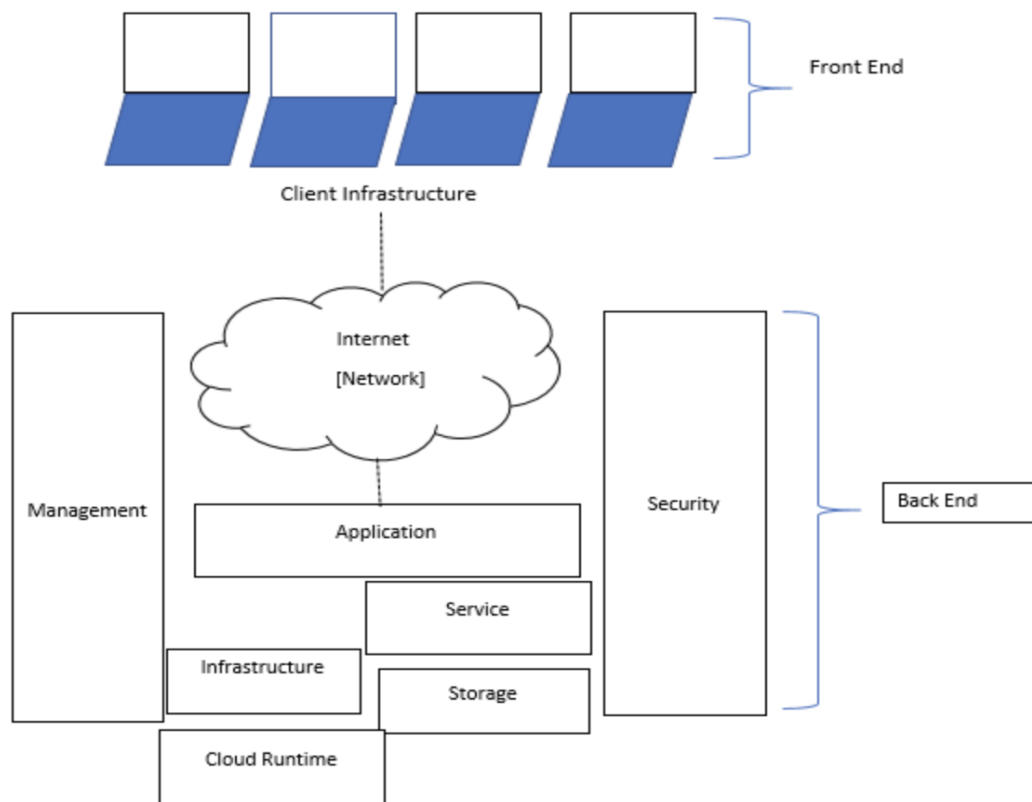 Front End
Client Infrastructure
Internet
[Network]
Management
Security
Back End
Application
Service
Infrastructure
Storage
Cloud Runtime